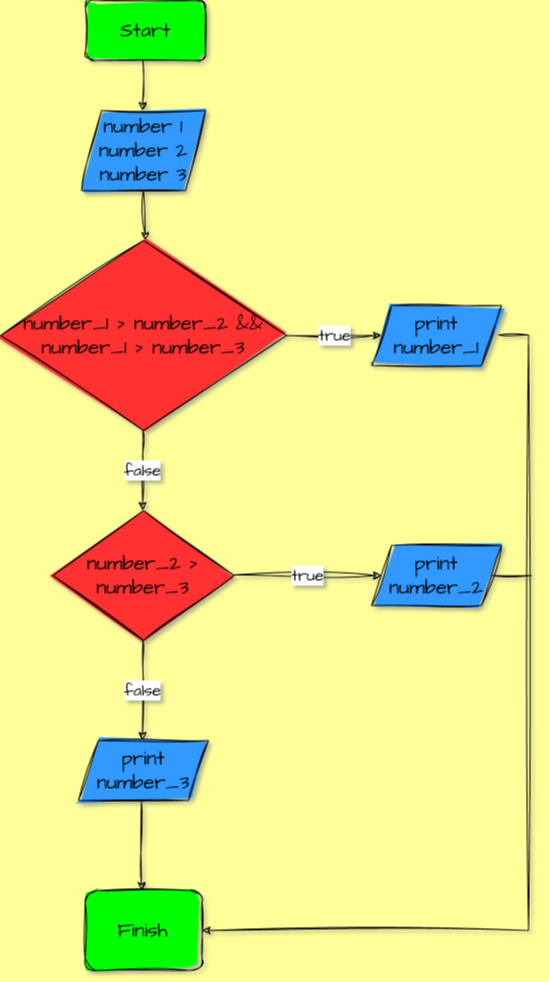 Start
number 1
number 2
number 3
number_1 > number_2 &&
number_1 > number_3
true
print
number_1
false
number_2 >
number_3
true
print
number_2
false
print
number_3
Finish